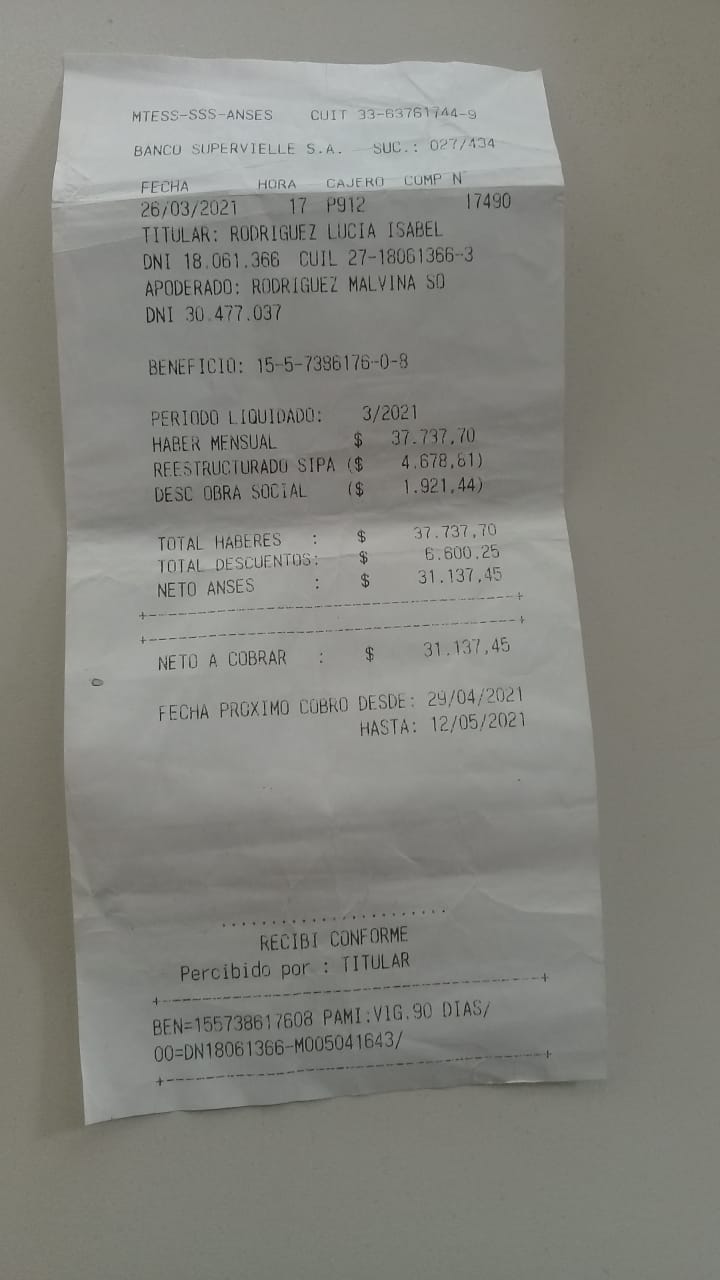 MTESS-SSS-ANSES CUIT 33-63761744-9
BANCO SUPERVIELLE S.A. SUC.: 027/434
FECHA HORA CAJERO COMP N
26/03/2021 17 P912 17490
TITULAR: RODRIGUEZ LUCIA ISABEL
DNI 18.061.366 CUIL 27-18061366-3
APODERADO: RODRIGUEZ MALVINA SO
DNI 30.477.037
BENEFICIO: 15-5-7386176-0-8
PERIODO LIQUIDADO: 3/2021
HABER MENSUAL $ 37.737,70
REESTRUCTURADO SIPA ($ 4.678,81)
DESC OBRA SOCIAL ($ 1.921,44)
TOTAL HABERES : $ 37.737,70
TOTAL DESCUENTOS: $ 6.600,25
NETO ANSES : $ 31.137,45
+--------------------------------------+
+--------------------------------------+
NETO A COBRAR : $ 31.137,45
FECHA PROXIMO COBRO DESDE: 29/04/2021
HASTA: 12/05/2021
.......................
RECIBI CONFORME
Percibido por : TITULAR
+--------------------------------------+
BEN=155738617608 PAMI:VIG.90 DIAS/
00=DN18061366-M005041643/
+--------------------------------------+